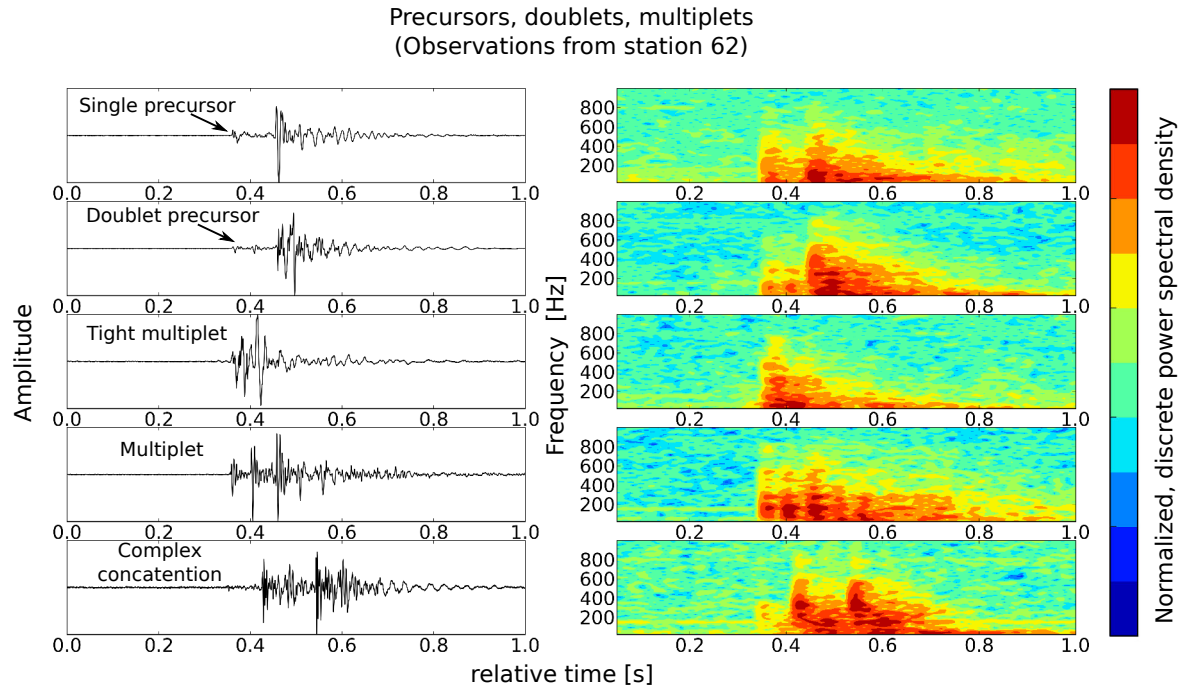 Precursors, doublets, multiplets
(Observations from station 62)
Amplitude
Single precursor
0.0 0.2 0.4 0.6 0.8 1.0
Doublet precursor
0.0 0.2 0.4 0.6 0.8 1.0
Tight multiplet
0.0 0.2 0.4 0.6 0.8 1.0
Multiplet
0.0 0.2 0.4 0.6 0.8 1.0
Complex
concatention
0.0 0.2 0.4 0.6 0.8 1.0
Frequency [Hz]
800
600
400
200
0.2 0.4 0.6 0.8 1.0
800
600
400
200
0.2 0.4 0.6 0.8 1.0
800
600
400
200
0.2 0.4 0.6 0.8 1.0
800
600
400
200
0.2 0.4 0.6 0.8 1.0
800
600
400
200
0.2 0.4 0.6 0.8 1.0
relative time [s]
Normalized, discrete power spectral density